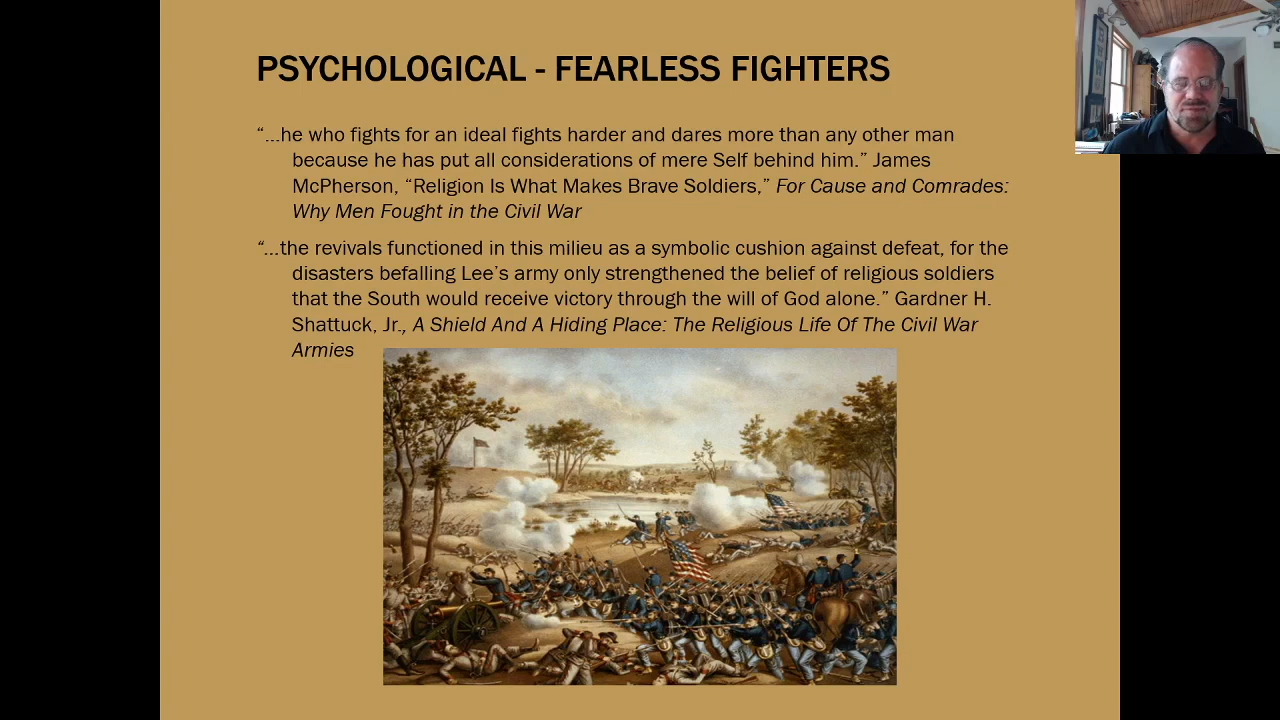 PSYCHOLOGICAL - FEARLESS FIGHTERS
“...he who fights for an ideal fights harder and dares more than any other man
because he has put all considerations of mere Self behind him.” James
McPherson, “Religion Is What Makes Brave Soldiers,” For Cause and Comrades:
Why Men Fought in the Civil War
“...the revivals functioned in this milieu as a symbolic cushion against defeat, for the
disasters befalling Lee’s army only strengthened the belief of religious soldiers
that the South would receive victory through the will of God alone.” Gardner H.
Shattuck, Jr., A Shield And A Hiding Place: The Religious Life Of The Civil War
Armies